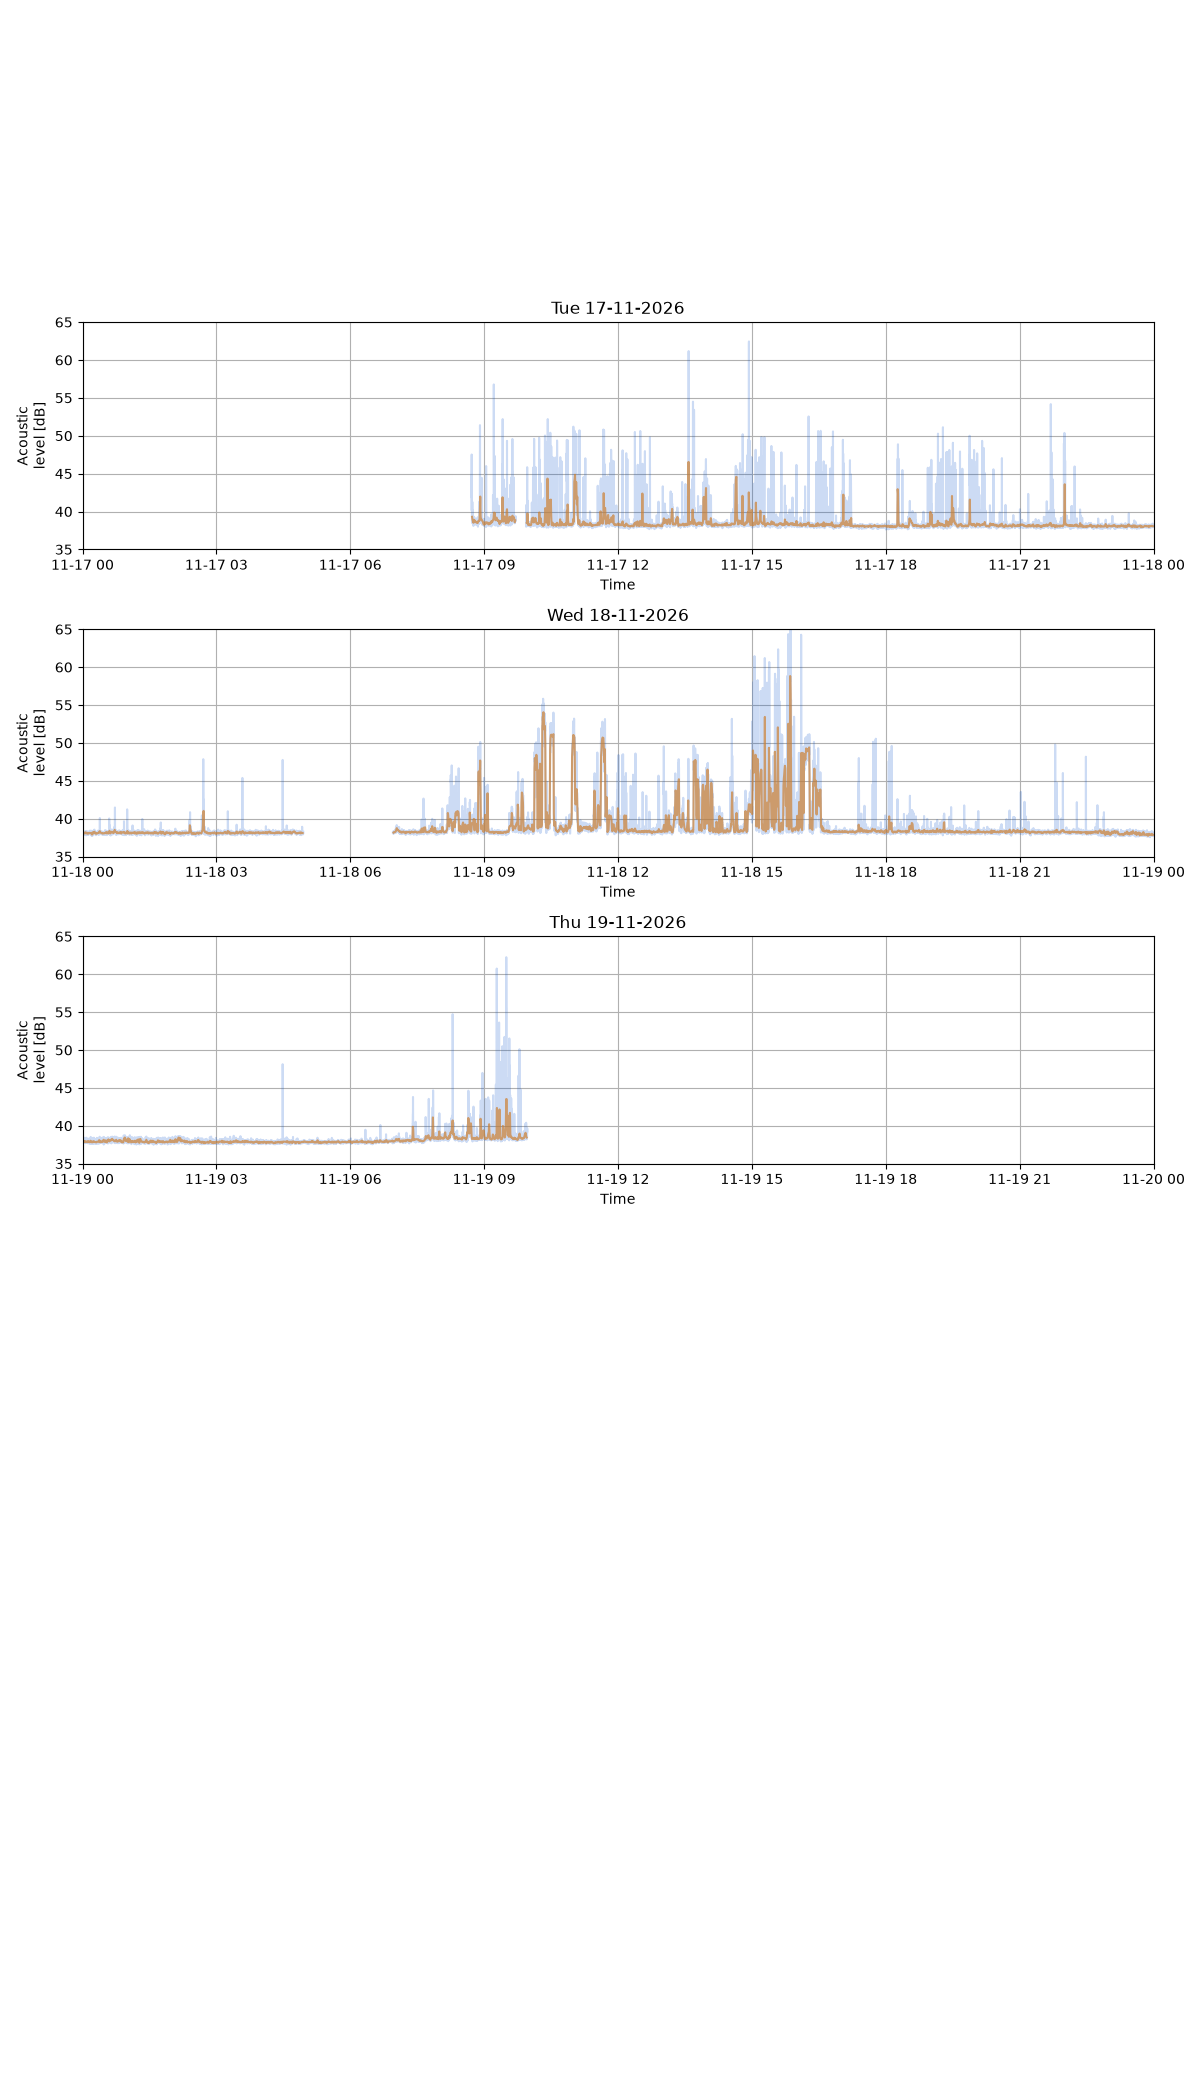 Tue 17-11-2026
65
60
55
50
45
40
35
Acoustic
level [dB]
11-17 00 11-17 03 11-17 06 11-17 09 11-17 12 11-17 15 11-17 18 11-17 21 11-18 00
Time
Wed 18-11-2026
65
60
55
50
45
40
35
Acoustic
level [dB]
11-18 00 11-18 03 11-18 06 11-18 09 11-18 12 11-18 15 11-18 18 11-18 21 11-19 00
Time
Thu 19-11-2026
65
60
55
50
45
40
35
Acoustic
level [dB]
11-19 00 11-19 03 11-19 06 11-19 09 11-19 12 11-19 15 11-19 18 11-19 21 11-20 00
Time